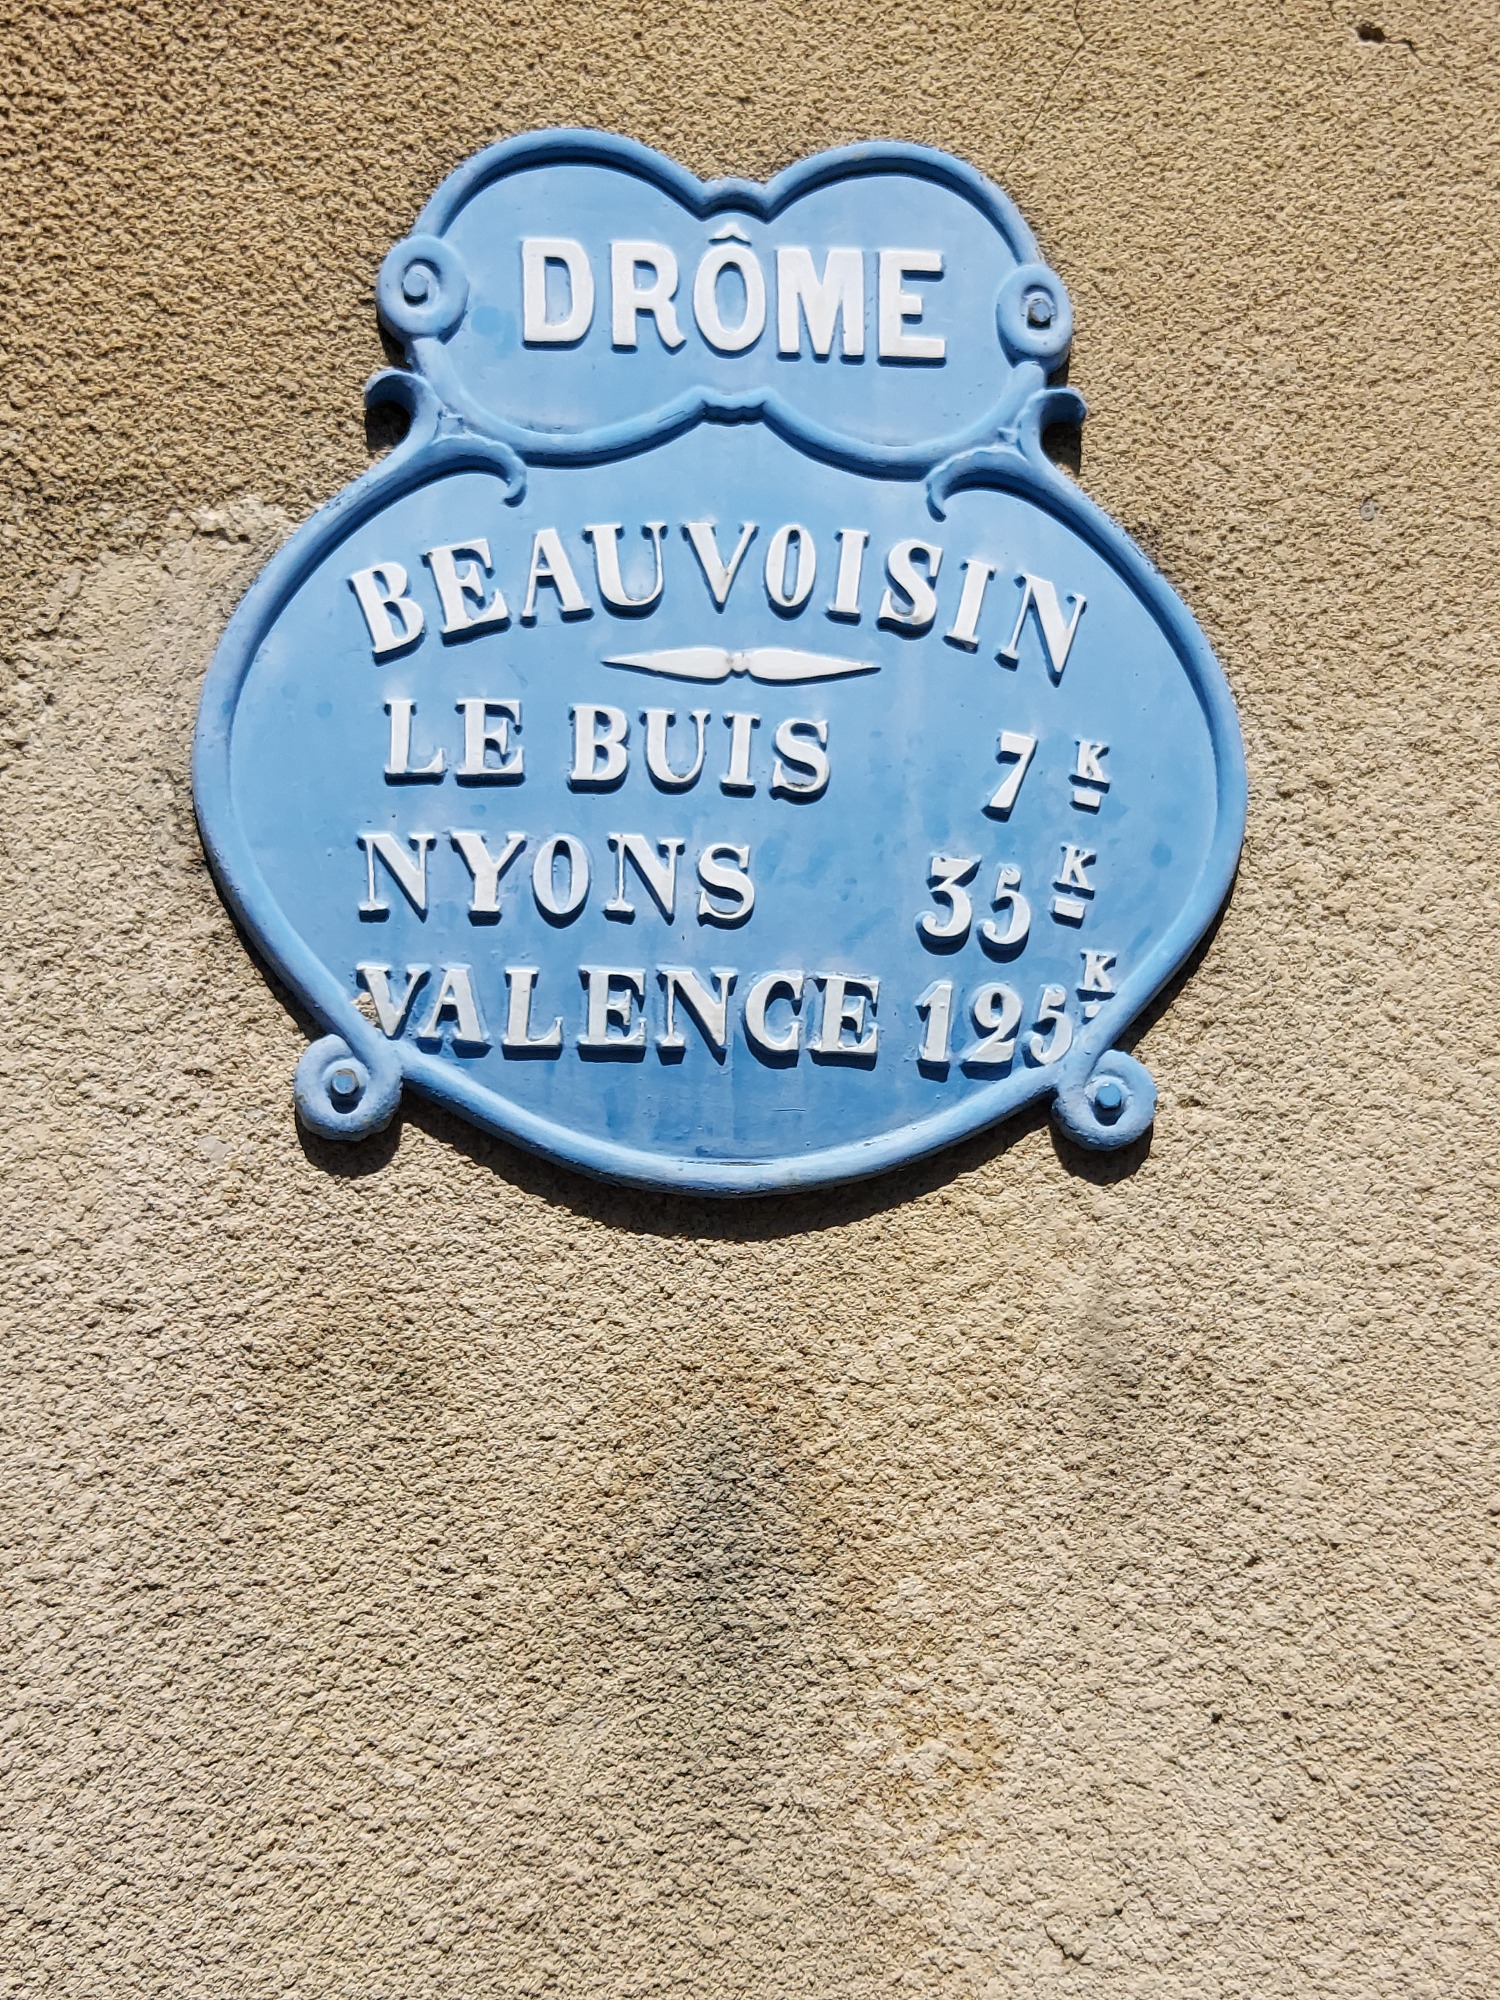 DRÔME
BEAUVOISIN
LE BUIS 7 K
NYONS 35 K
VALENCE 125 K